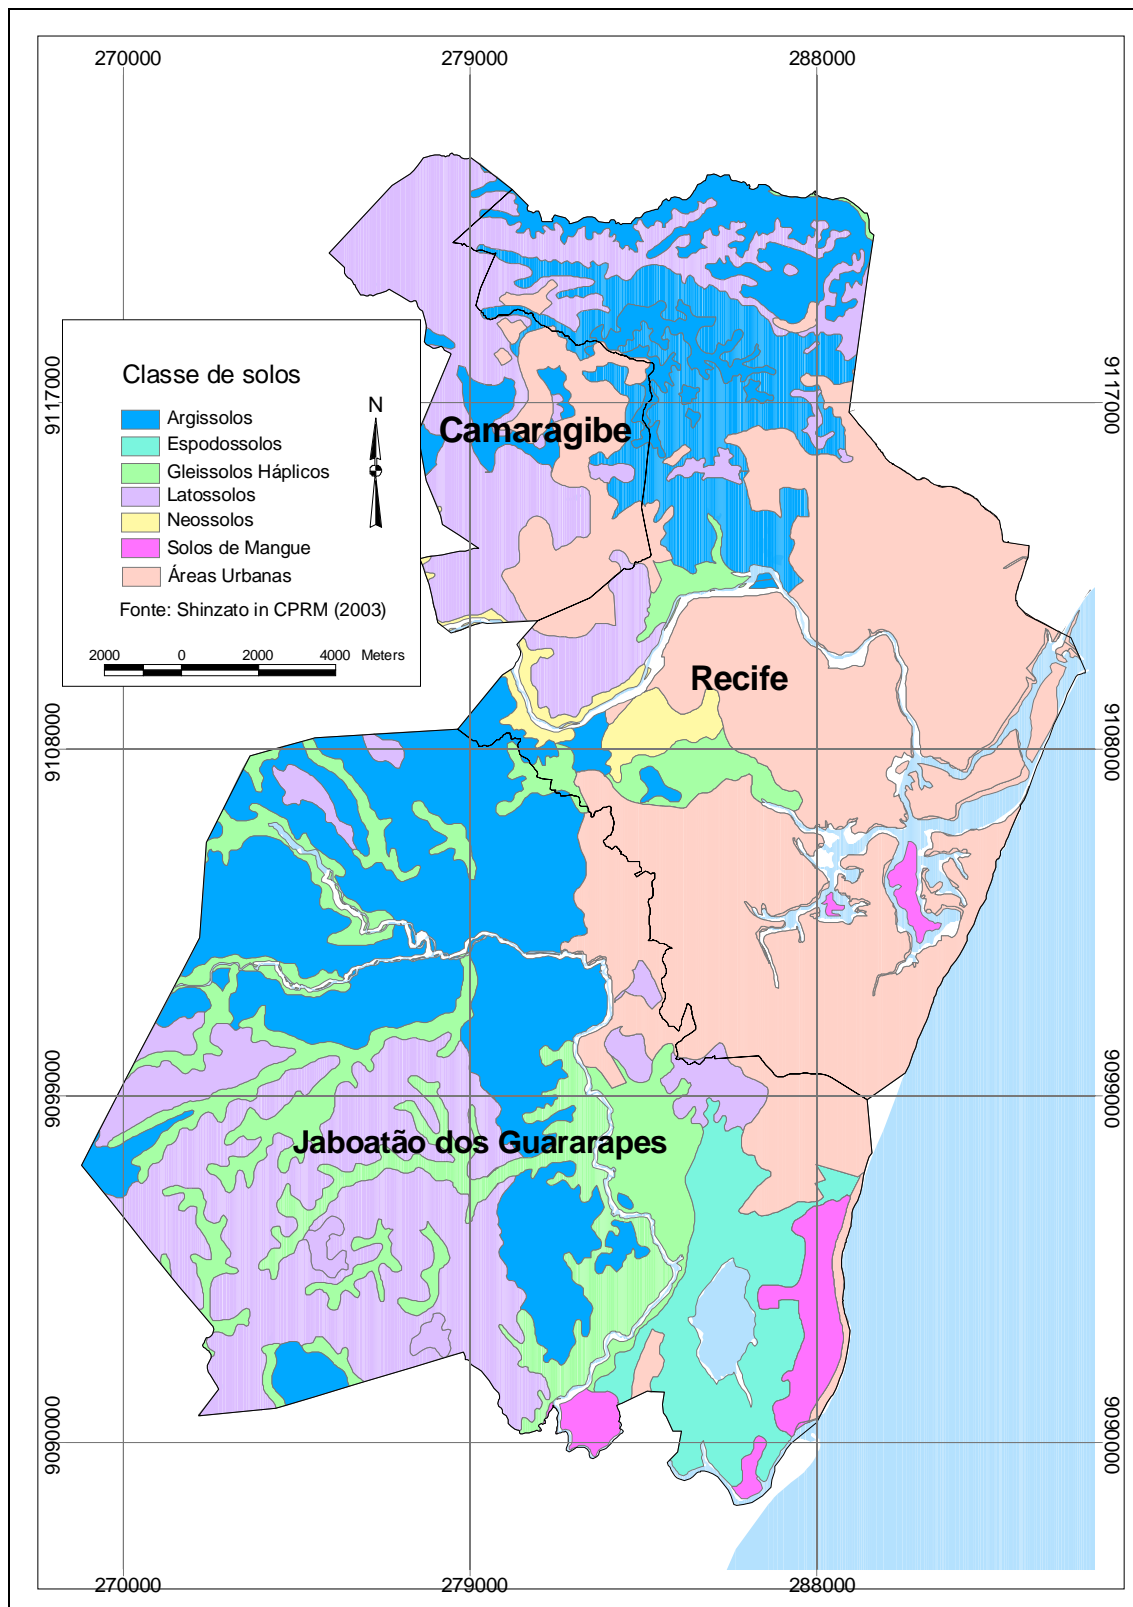 270000
279000
288000
9117000
9117000
Classe de solos
N
Argissolos
Espodossolos
Gleissolos Háplicos
Latossolos
Neossolos
Solos de Mangue
Áreas Urbanas
Fonte: Shinzato in CPRM (2003)
2000 0 2000 4000 Meters
Camaragibe
Recife
9108000
9108000
9099000
9099000
Jaboatão dos Guararapes
9090000
9090000
270000
279000
288000